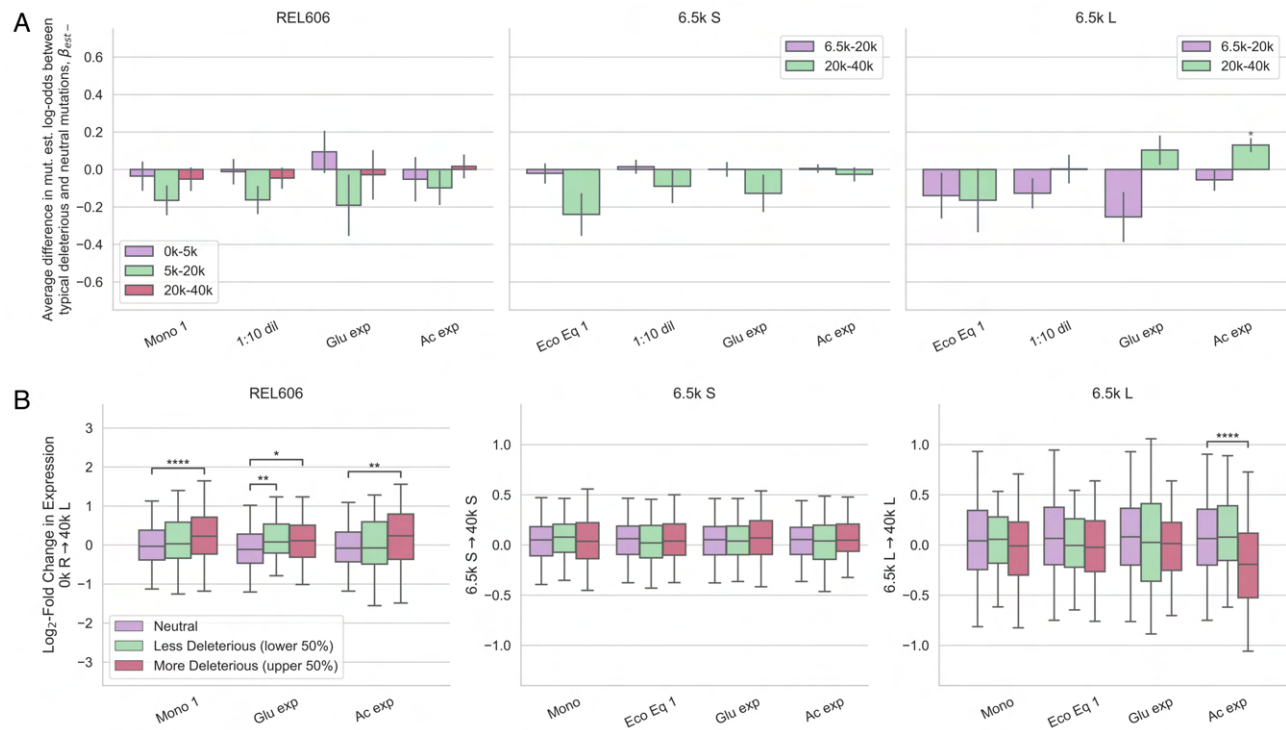 A
REL606
6.5k S
6.5k L
Average difference in mut. est. log-odds between
typical deleterious and neutral mutations, βest−
0.6
0.4
0.2
0.0
−0.2
−0.4
−0.6
0k-5k
5k-20k
20k-40k
6.5k-20k
20k-40k
6.5k-20k
20k-40k
*
Mono 1
1:10 dil
Glu exp
Ac exp
Eco Eq 1
1:10 dil
Glu exp
Ac exp
Eco Eq 1
1:10 dil
Glu exp
Ac exp
B
REL606
6.5k S
6.5k L
Log2-Fold Change in Expression
0k R → 40k L
3
2
1
0
−1
−2
−3
****
*
**
**
Neutral
Less Deleterious (lower 50%)
More Deleterious (upper 50%)
Mono 1
Glu exp
Ac exp
6.5k S → 40k S
1.0
0.5
0.0
−0.5
−1.0
Mono
Eco Eq 1
Glu exp
Ac exp
6.5k L → 40k L
1.0
0.5
0.0
−0.5
−1.0
****
Mono
Eco Eq 1
Glu exp
Ac exp